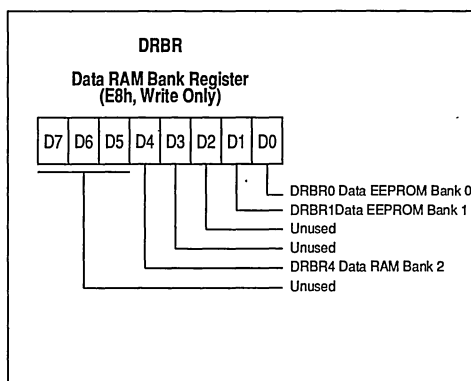 DRBR
Data RAM Bank Register
(E8h, Write Only)
D7 D6 D5 D4 D3 D2 D1 D0
DRBR0 Data EEPROM Bank 0
DRBR1Data EEPROM Bank 1
Unused
Unused
DRBR4 Data RAM Bank 2
Unused